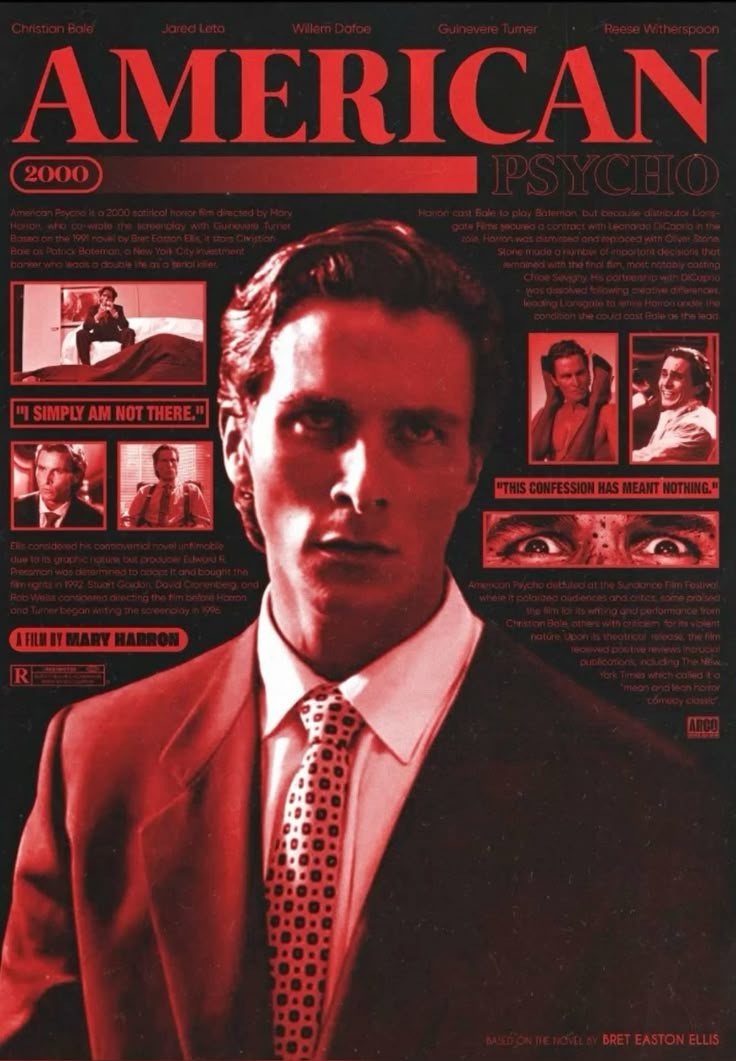 Christian Bale Jared Leto Willem Dafoe Guinevere Turner Reese Witherspoon
AMERICAN
2000
PSYCHO
American Psycho is a 2000 satirical horror film directed by Mary
Harron, who co-wrote the screenplay with Guinevere Turner.
Based on the 1991 novel by Bret Easton Ellis, it stars Christian
Bale as Patrick Bateman, a New York City investment
banker who leads a double life as a serial killer.
"I SIMPLY AM NOT THERE."
Ellis considered his controversial novel unfilmable
due to its graphic nature but producer Edward R.
Pressman was determined to adapt it and bought the
film rights in 1992. Stuart Gordon, David Cronenberg, and
Rob Weiss considered directing the film before Harron
and Turner began writing the screenplay in 1996.
A FILM BY MARY HARRON
R
RESTRICTED
Harron cast Bale to play Bateman, but because distributor Lions-
gate Films secured a contract with Leonardo DiCaprio in the
role, Harron was dismissed and replaced with Oliver Stone.
Stone made a number of important decisions that
remained with the final film, most notably casting
Chloë Sevigny. His partnership with DiCaprio
was dissolved following creative differences,
leading Lionsgate to rehire Harron under the
condition she could cast Bale as the lead.
"THIS CONFESSION HAS MEANT NOTHING."
American Psycho debuted at the Sundance Film Festival,
where it polarized audiences and critics; some praised
the film for its writing and performance from
Christian Bale, others with criticism for its violent
nature. Upon its theatrical release, the film
received positive reviews in crucial
publications, including The New
York Times which called it a
"mean and lean horror
comedy classic".
ARGO
BASED ON THE NOVEL BY BRET EASTON ELLIS